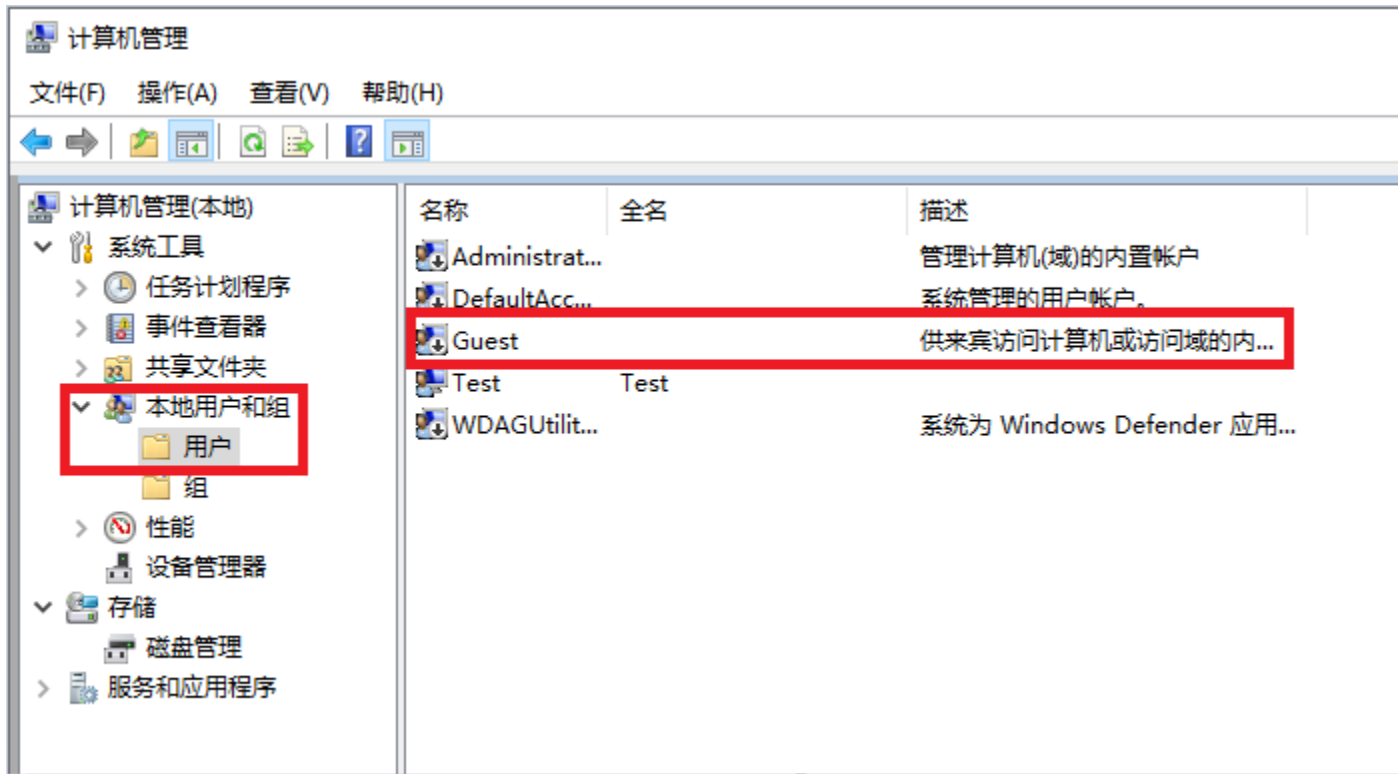 计算机管理
文件(F) 操作(A) 查看(V) 帮助(H)
计算机管理(本地)
系统工具
任务计划程序
事件查看器
共享文件夹
本地用户和组
用户
组
性能
设备管理器
存储
磁盘管理
服务和应用程序
名称 全名 描述
Administrat... 管理计算机(域)的内置帐户
DefaultAcc... 系统管理的用户帐户。
Guest 供来宾访问计算机或访问域的内...
Test Test
WDAGUtilit... 系统为 Windows Defender 应用...